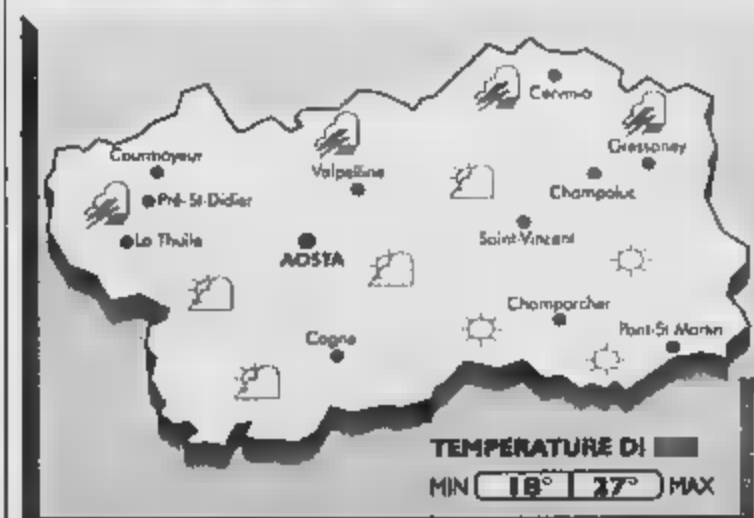 Cervinia
Gressoney
Courmayeur
Valpelline
Champoluc
Pré-St-Didier
La Thuile
AOSTA
Saint-Vincent
Champorcher
Cogne
Pont-St Martin
TEMPERATURE DI
MIN 18° 27° MAX